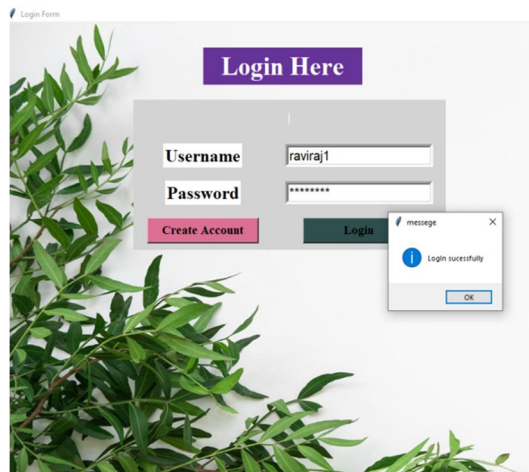 Login Form
Login Here
Username
raviraj1
Password
********
Create Account
Login
messege
Login sucessfully
OK